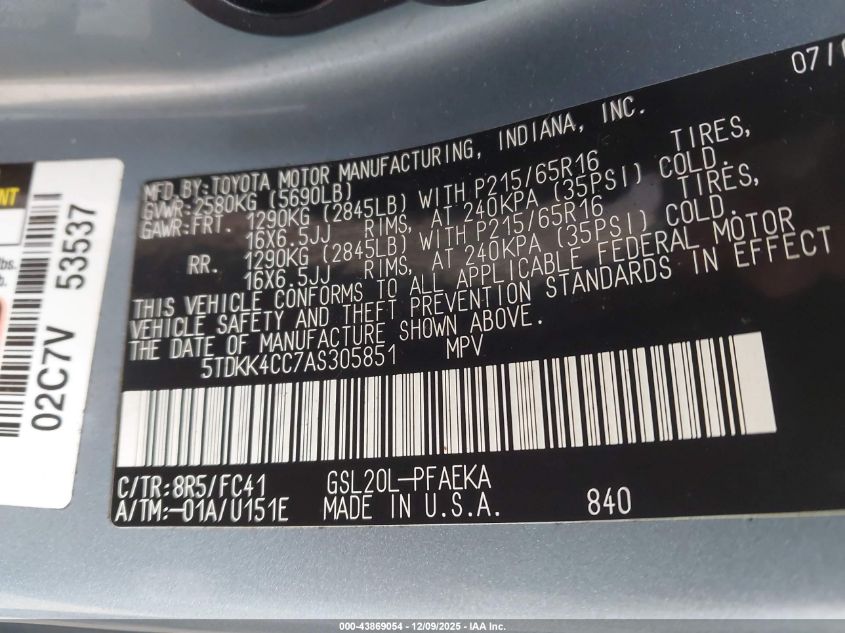 07/
MFD.BY:TOYOTA MOTOR MANUFACTURING, INDIANA, INC.
GVWR:2580KG (5690LB)
GAWR:FRT. 1290KG (2845LB) WITH P215/65R16 TIRES,
16X6.5JJ RIMS, AT 240KPA (35PSI) COLD.
RR. 1290KG (2845LB) WITH P215/65R16 TIRES,
16X6.5JJ RIMS, AT 240KPA (35PSI) COLD.
THIS VEHICLE CONFORMS TO ALL APPLICABLE FEDERAL MOTOR
VEHICLE SAFETY AND THEFT PREVENTION STANDARDS IN EFFECT
THE DATE OF MANUFACTURE SHOWN ABOVE.
5TDKK4CC7AS305851 MPV
C/TR:8R5/FC41 GSL20L-PFAEKA
A/TM:-01A/U151E MADE IN U.S.A. 840
02C7V 53537
000-43869054 - 12/09/2025 - IAA Inc.